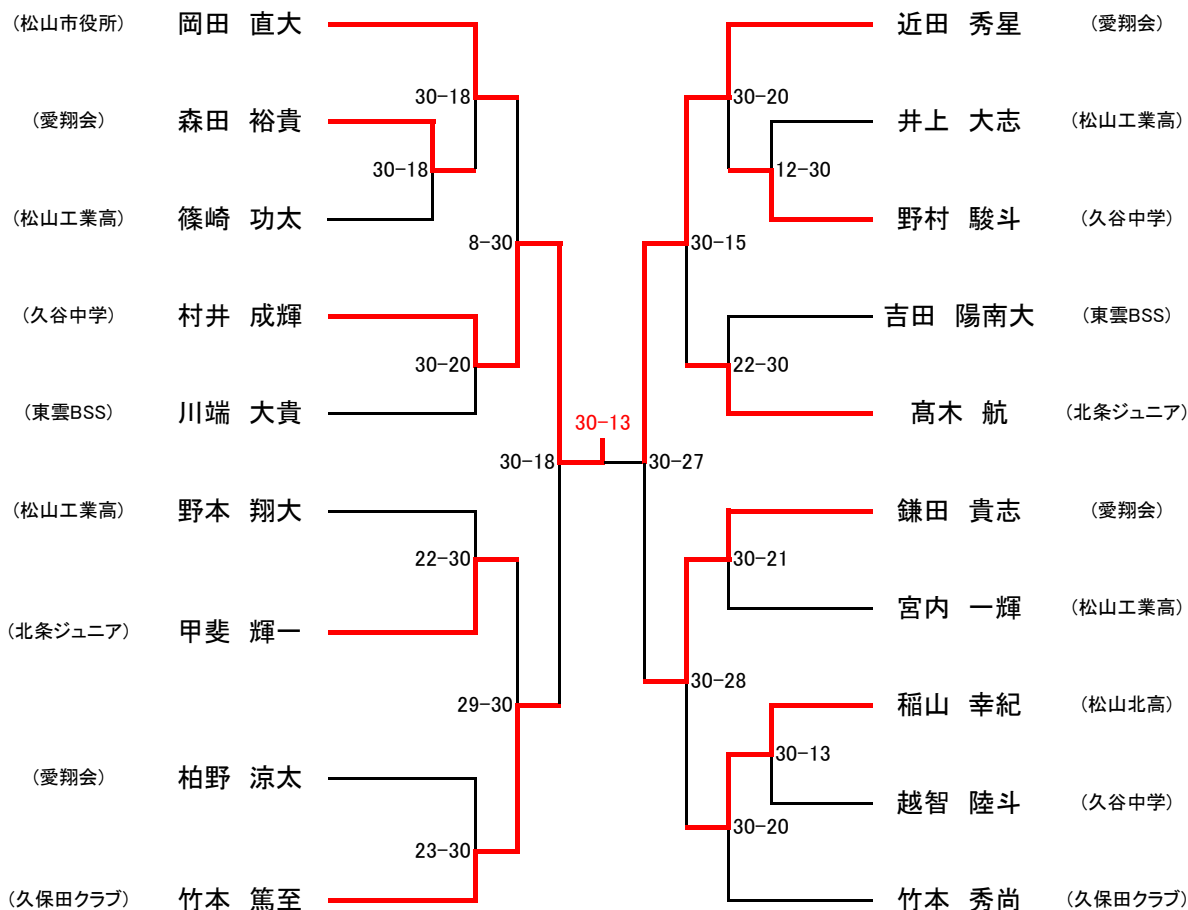 (松山市役所) 岡田 直大 近田 秀星 (愛翔会)
30-18 30-20
(愛翔会) 森田 裕貴 井上 大志 (松山工業高)
30-18 12-30
(松山工業高) 篠崎 功太 野村 駿斗 (久谷中学)
8-30 30-15
(久谷中学) 村井 成輝 吉田 陽南大 (東雲BSS)
30-20 22-30
(東雲BSS) 川端 大貴 髙木 航 (北条ジュニア)
30-13
30-18 30-27
(松山工業高) 野本 翔大 鎌田 貴志 (愛翔会)
22-30 30-21
(北条ジュニア) 甲斐 輝一 宮内 一輝 (松山工業高)
30-28
29-30 稲山 幸紀 (松山北高)
30-13
(愛翔会) 柏野 涼太 越智 陸斗 (久谷中学)
23-30 30-20
(久保田クラブ) 竹本 篤至 竹本 秀尚 (久保田クラブ)